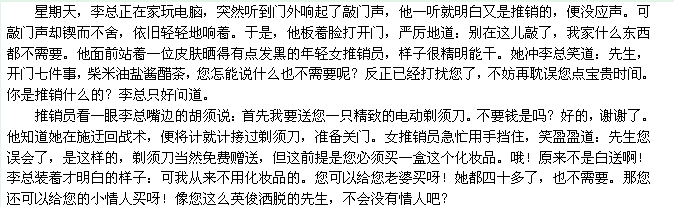 星期天，李总正在家玩电脑，突然听到门外响起了敲门声，他一听就明白又是推销的，便没应声。可
敲门声却锲而不舍，依旧轻轻地响着。于是，他板着脸打开门，严厉地道：别在这儿敲了，我家什么东西
都不需要。他面前站着一位皮肤晒得有点发黑的年轻女推销员，样子很精明能干。她冲李总笑道：先生，
开门七件事，柴米油盐酱醋茶，您怎能说什么也不需要呢？反正已经打扰您了，不妨再耽误您点宝贵时间。
你是推销什么的？李总只好问道。
推销员看一眼李总嘴边的胡须说：首先我要送您一只精致的电动剃须刀。不要钱是吗？好的，谢谢了。
他知道她在施迂回战术，便将计就计接过剃须刀，准备关门。女推销员急忙用手挡住，笑盈盈道：先生您
误会了，是这样的，剃须刀当然免费赠送，但这前提是您必须买一盒这个化妆品。哦！原来不是白送啊！
李总装着才明白的样子：可我从来不用化妆品的。您可以给您老婆买呀！她都四十多了，也不需要。那您
还可以给您的小情人买呀！像您这么英俊洒脱的先生，不会没有情人吧？